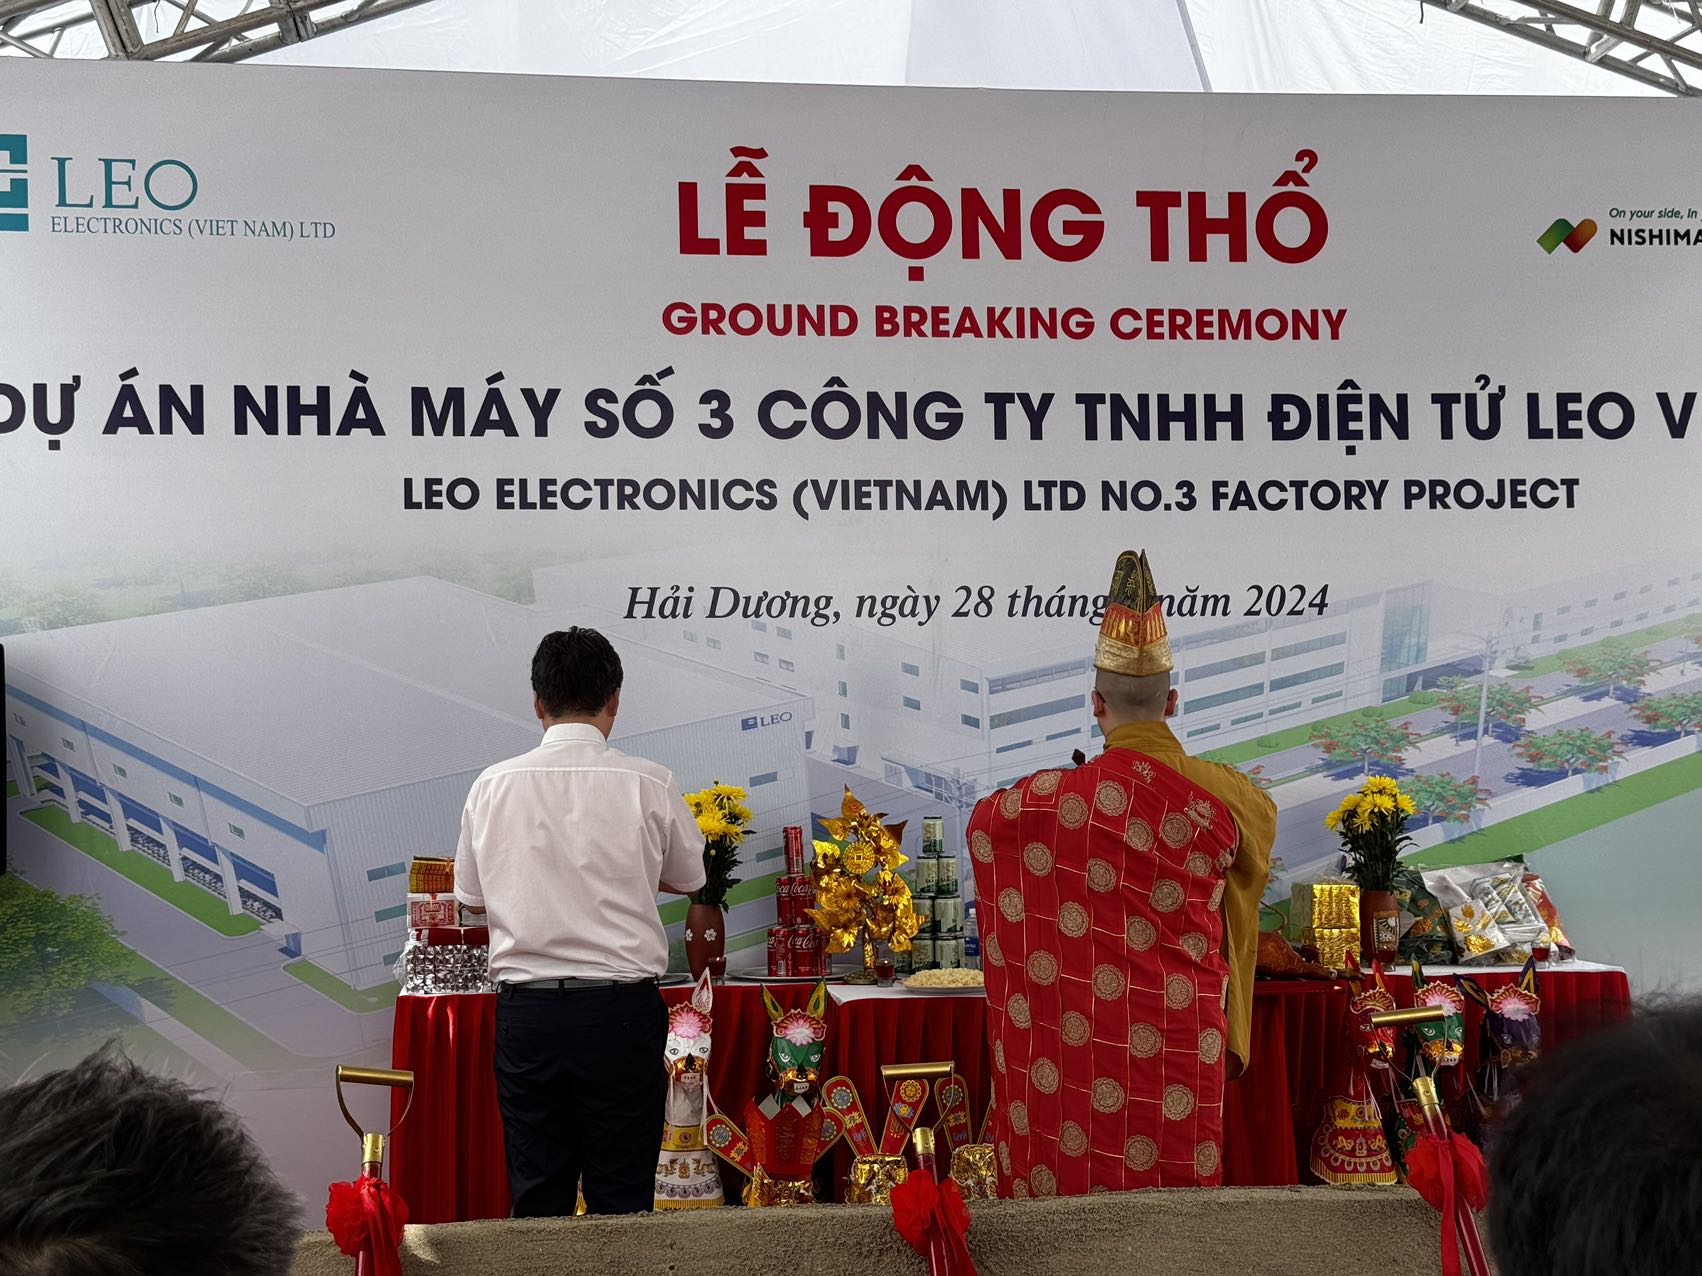 LEO
ELECTRONICS (VIET NAM) LTD
LỄ ĐỘNG THỔ
GROUND BREAKING CEREMONY
On your side, In
DỰ ÁN NHÀ MÁY SỐ 3 CÔNG TY TNHH ĐIỆN TỬ LEO V
LEO ELECTRONICS (VIETNAM) LTD NO.3 FACTORY PROJECT
Hải Dương, ngày 28 tháng năm 2024
LEO
Coca-Cola